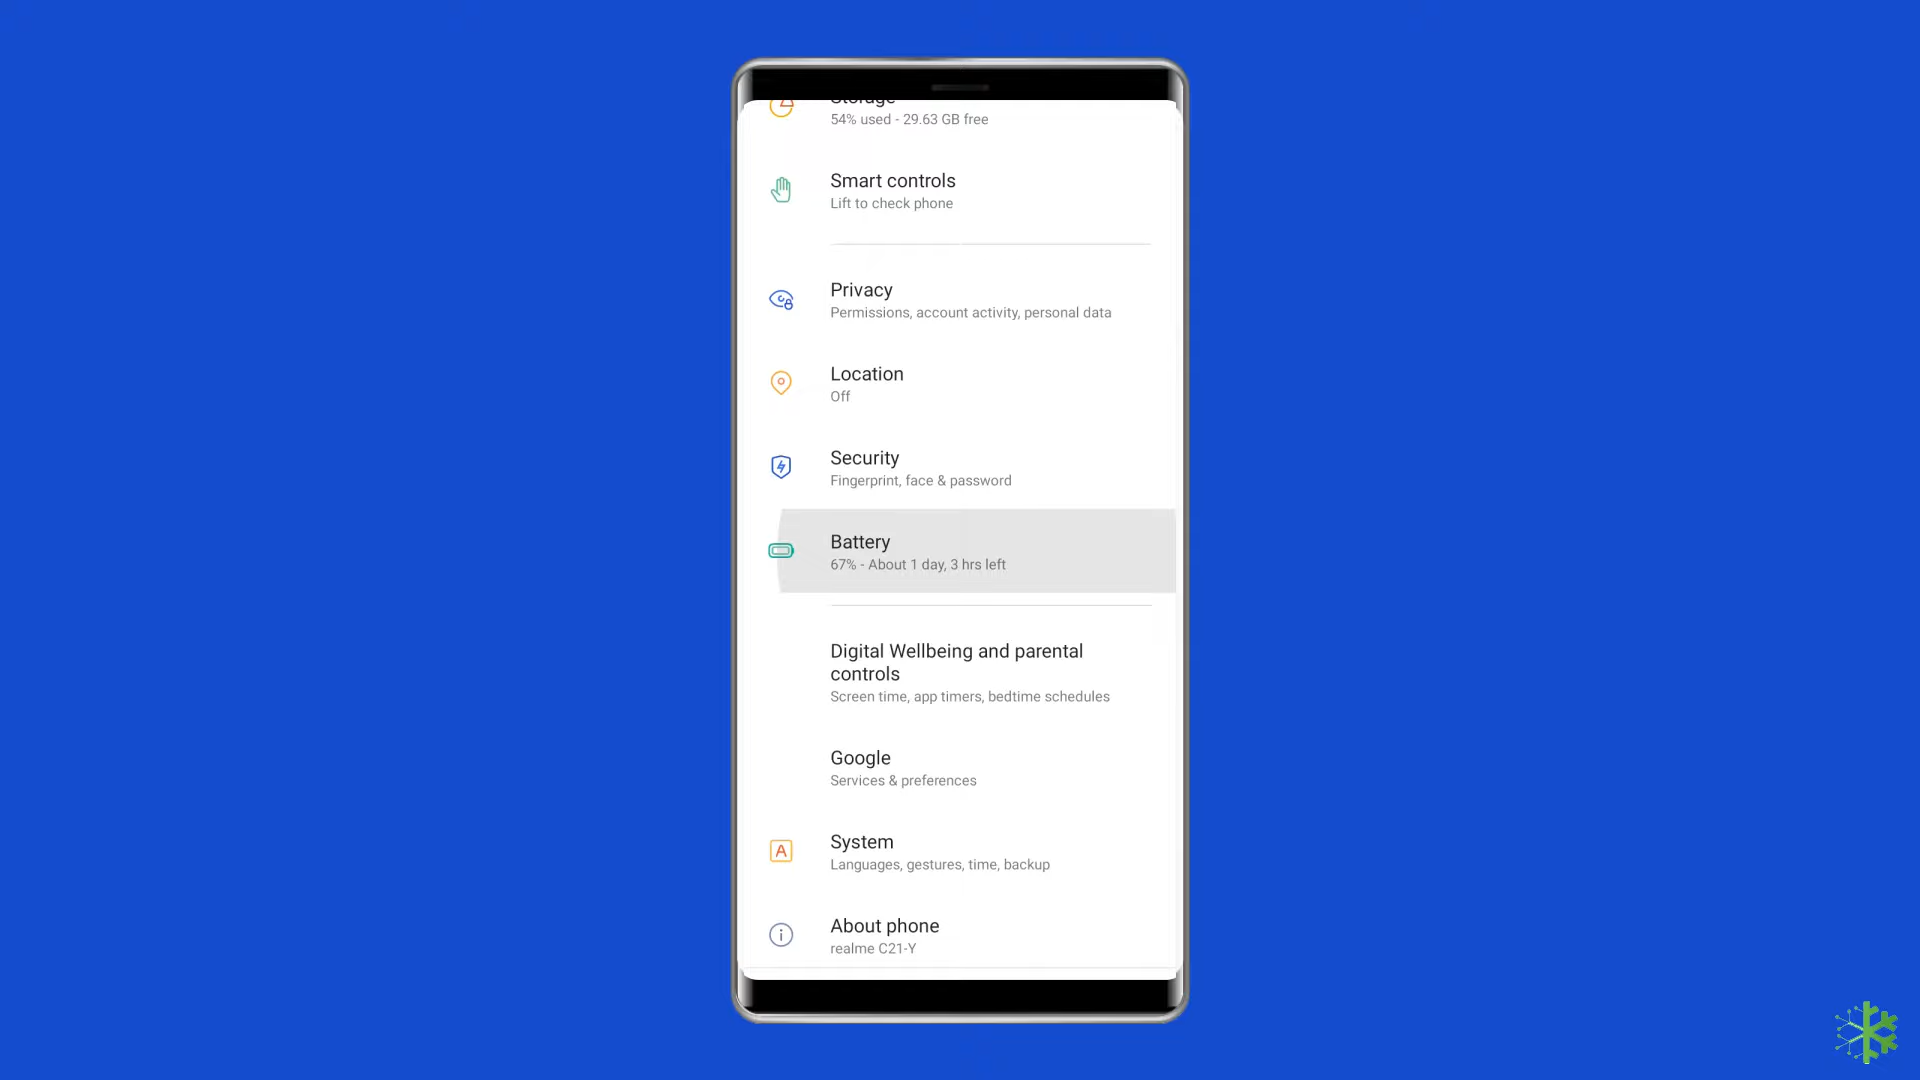 Storage
54% used - 29.63 GB free
Smart controls
Lift to check phone
Privacy
Permissions, account activity, personal data
Location
Off
Security
Fingerprint, face & password
Battery
67% - About 1 day, 3 hrs left
Digital Wellbeing and parental
controls
Screen time, app timers, bedtime schedules
Google
Services & preferences
A
System
Languages, gestures, time, backup
About phone
realme C21-Y